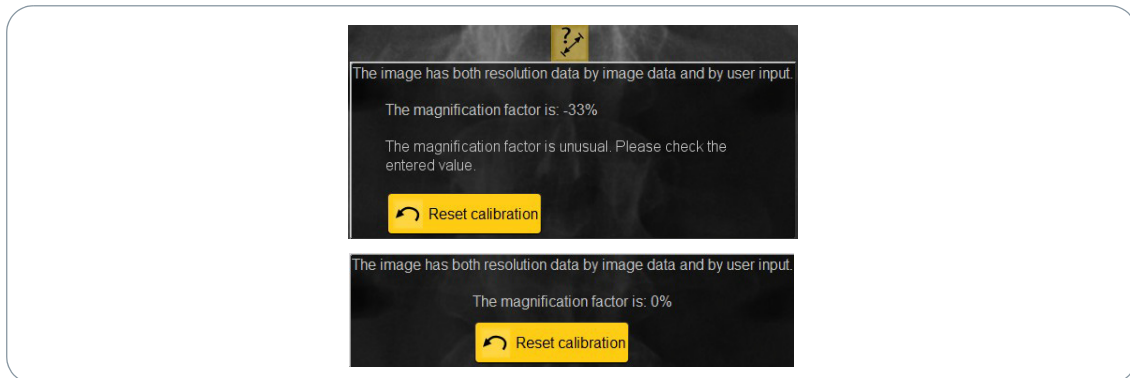 ?
The image has both resolution data by image data and by user input.
The magnification factor is: -33%
The magnification factor is unusual. Please check the
entered value.
Reset calibration
The image has both resolution data by image data and by user input.
The magnification factor is: 0%
Reset calibration